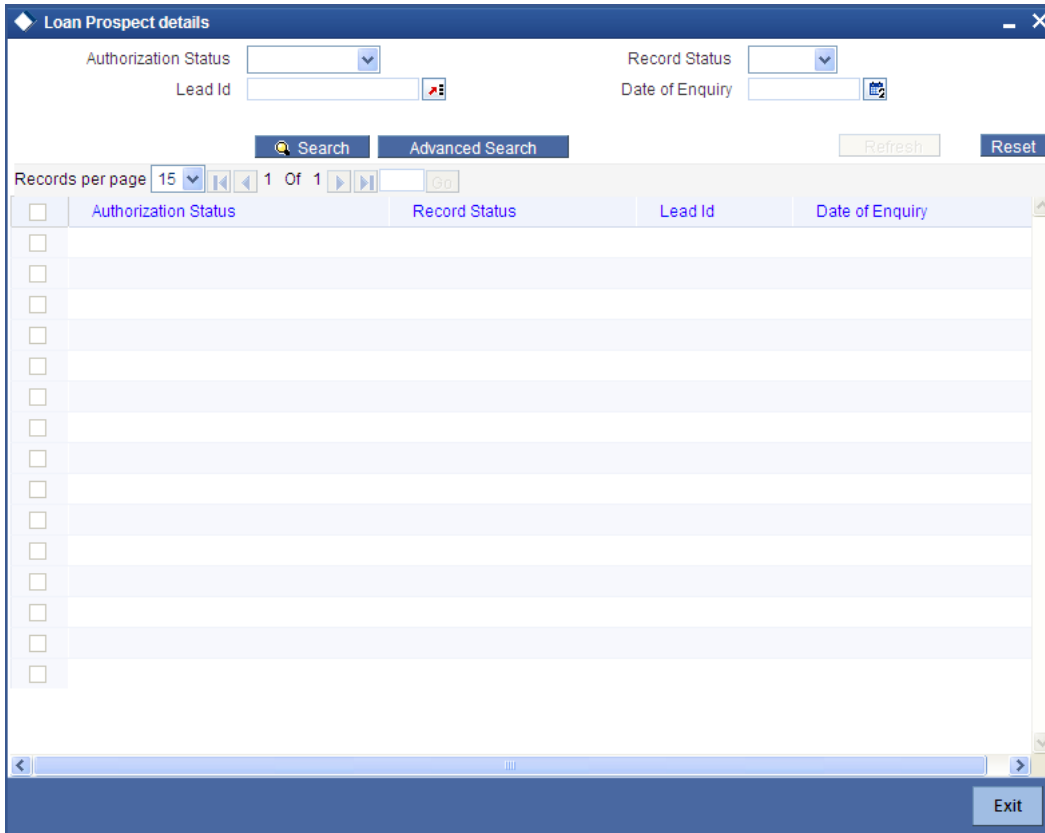 Loan Prospect details
Authorization Status Record Status
Lead Id Date of Enquiry
Search Advanced Search Refresh Reset
Records per page 15 1 Of 1 Go
Authorization Status Record Status Lead Id Date of Enquiry
Exit